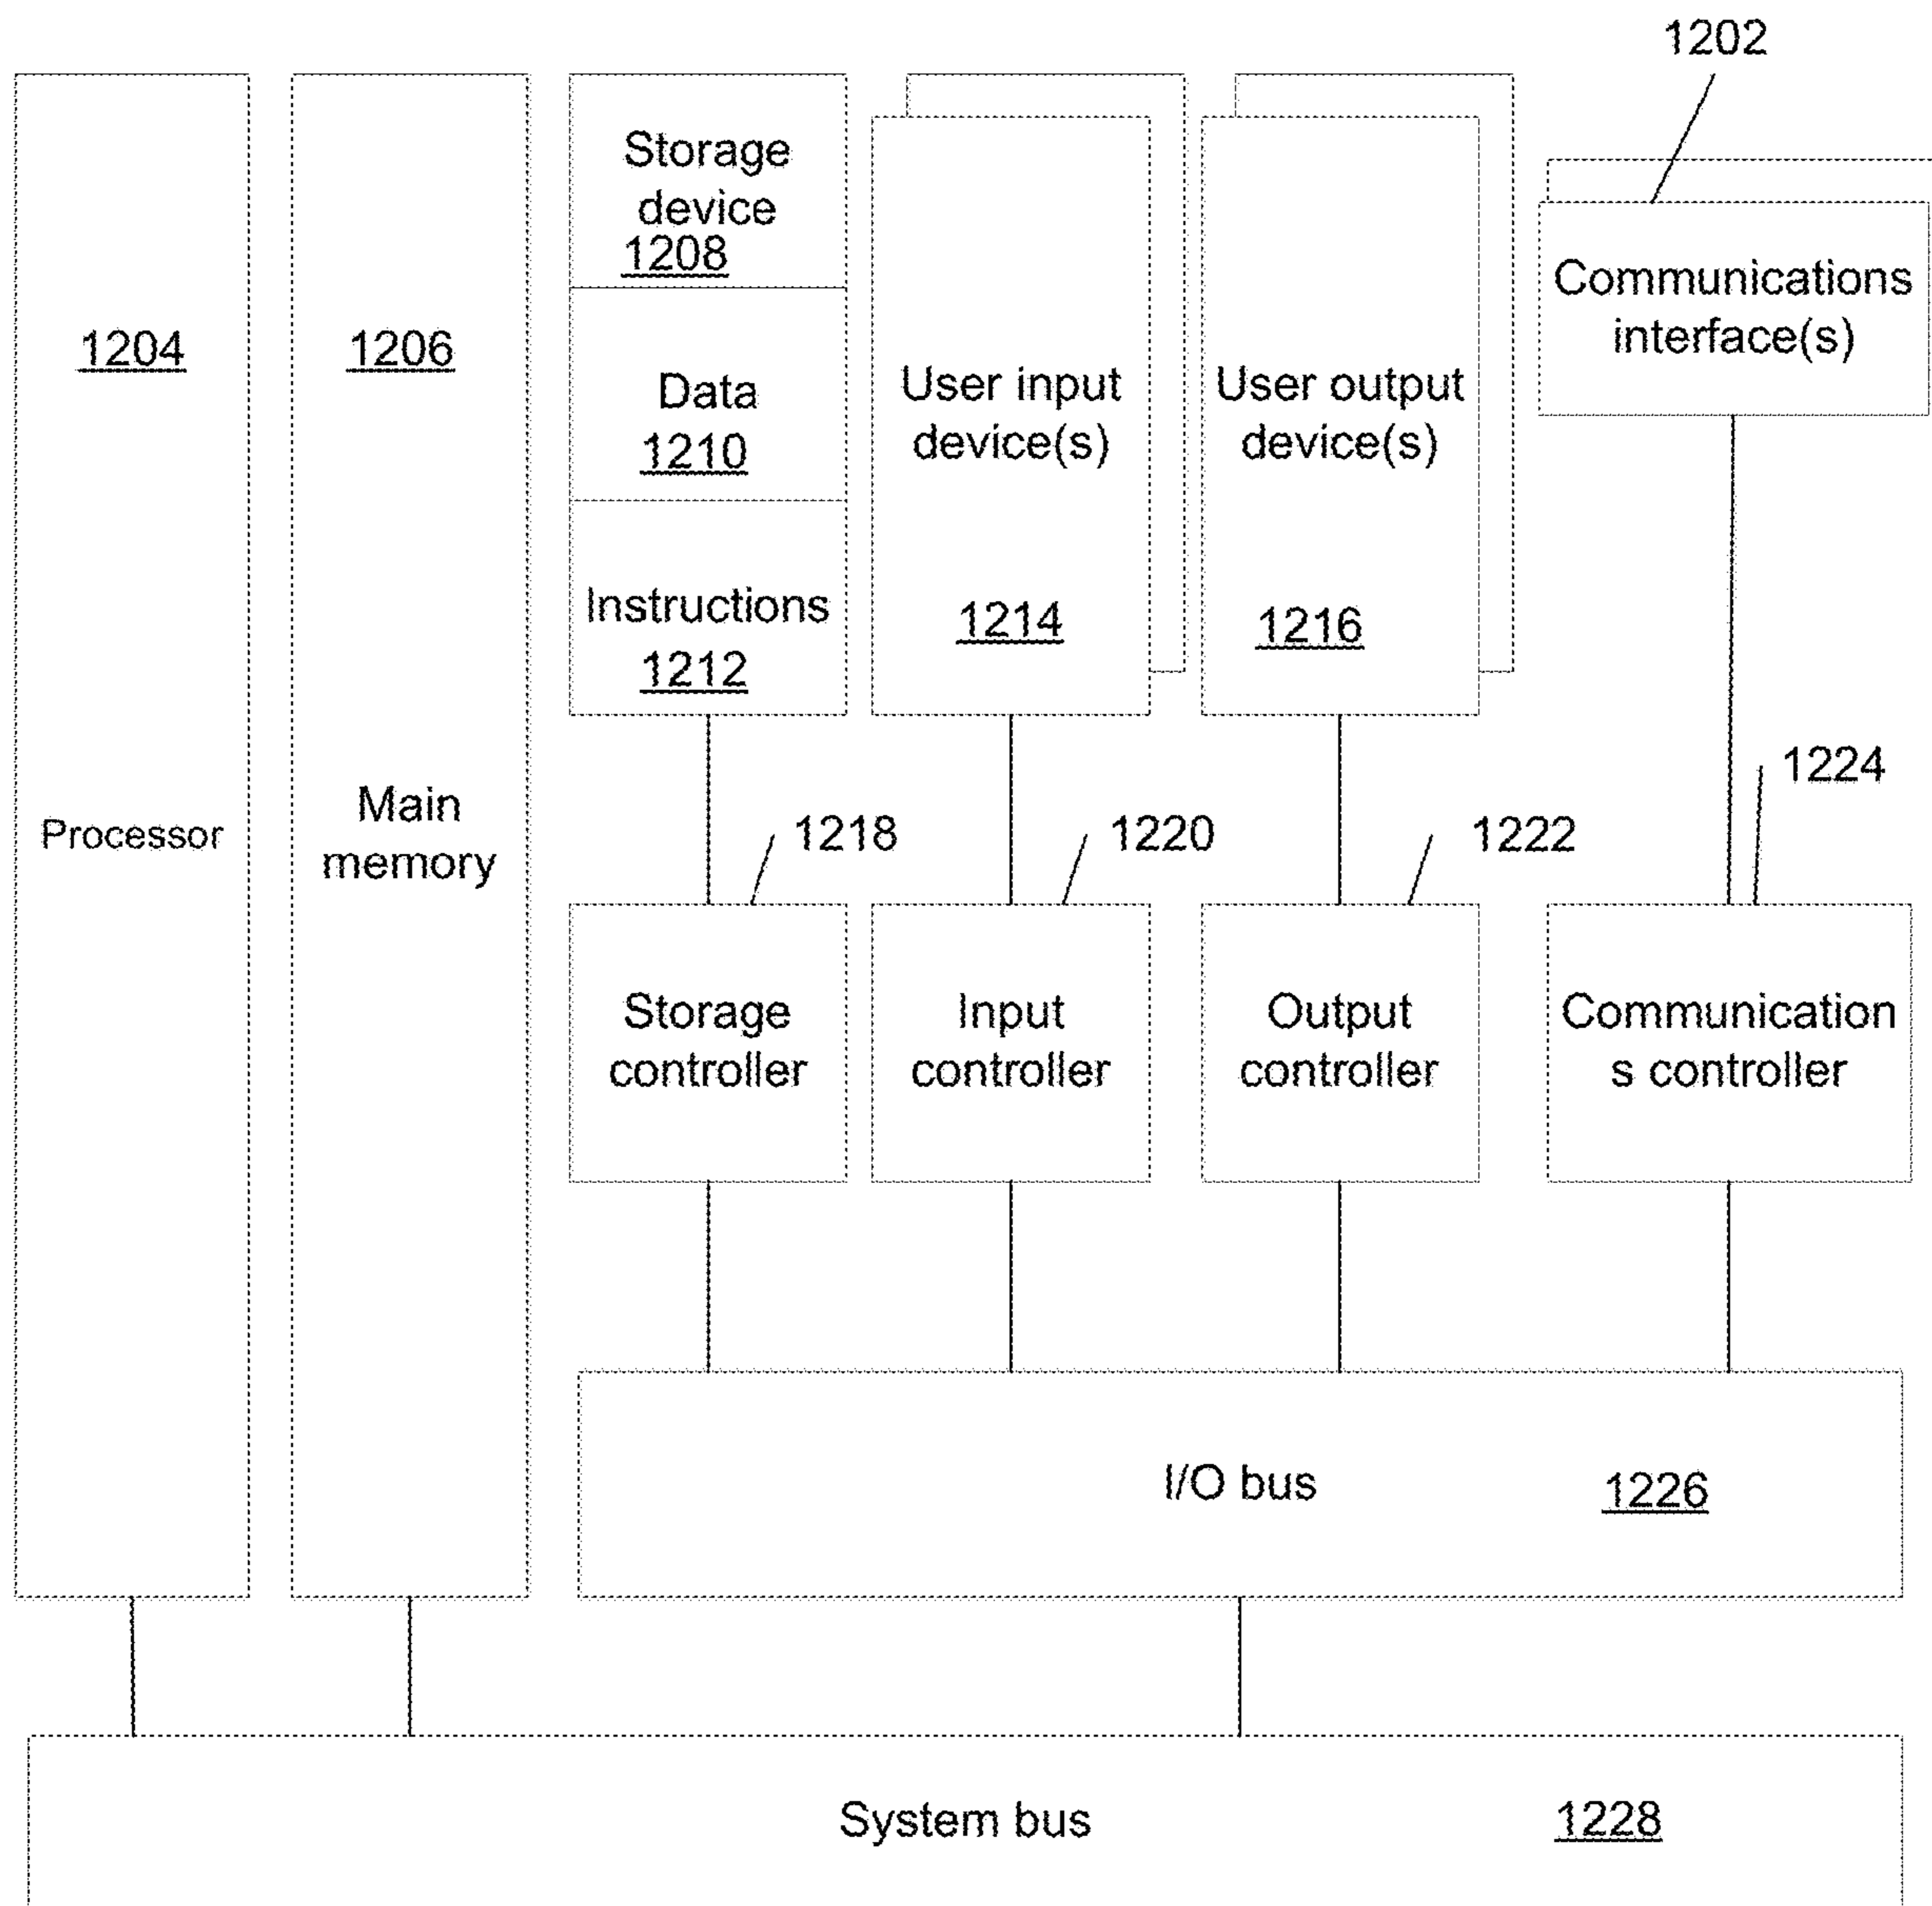 1202
Storage
device
1208
Communications
interface(s)
1204
1206
Data
1210
User input
device(s)
User output
device(s)
Instructions
1212
1214
1216
1224
Processor
Main
memory
1218
1220
1222
Storage
controller
Input
controller
Output
controller
Communication
s controller
I/O bus
1226
System bus
1228